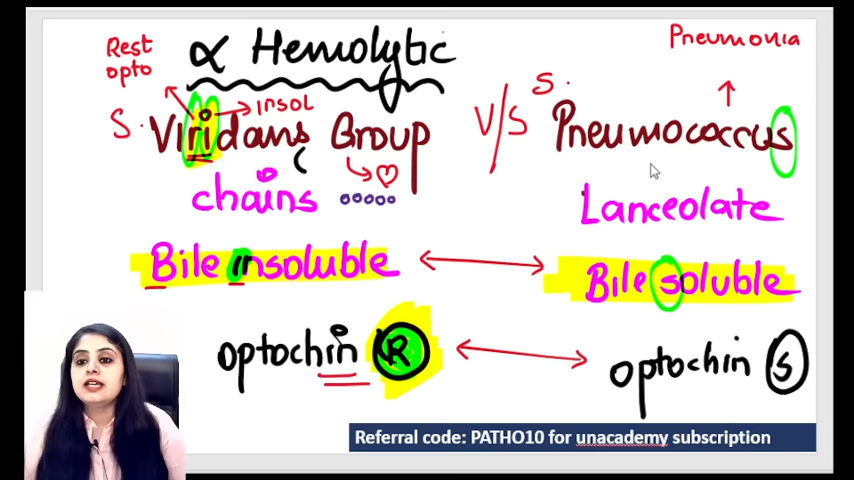 α Hemolytic
Pneumonia
Rest
opto
insol
S. Viridans Group V/S S. Pneumococcus
chains
Lanceolate
Bile insoluble
Bile soluble
optochin R
optochin S
Referral code: PATHO10 for unacademy subscription